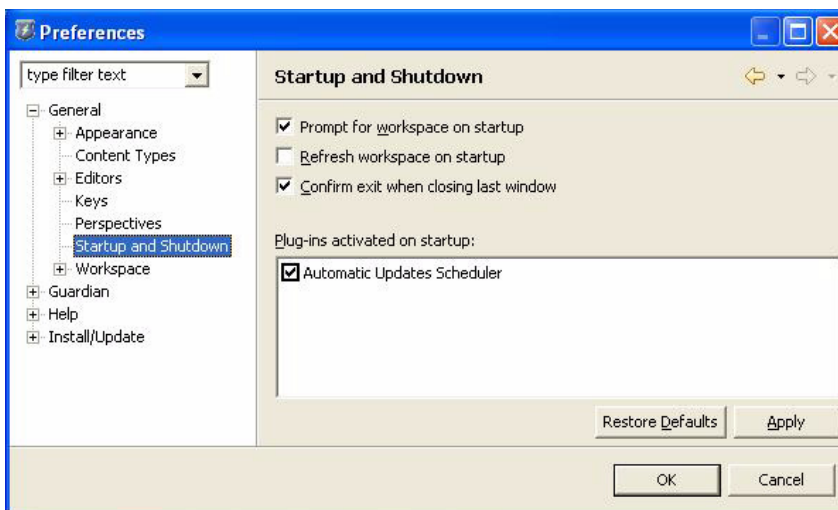 Preferences
type filter text
General
Appearance
Content Types
Editors
Keys
Perspectives
Startup and Shutdown
Workspace
Guardian
Help
Install/Update
Startup and Shutdown
Prompt for workspace on startup
Refresh workspace on startup
Confirm exit when closing last window
Plug-ins activated on startup:
Automatic Updates Scheduler
Restore Defaults
Apply
OK
Cancel